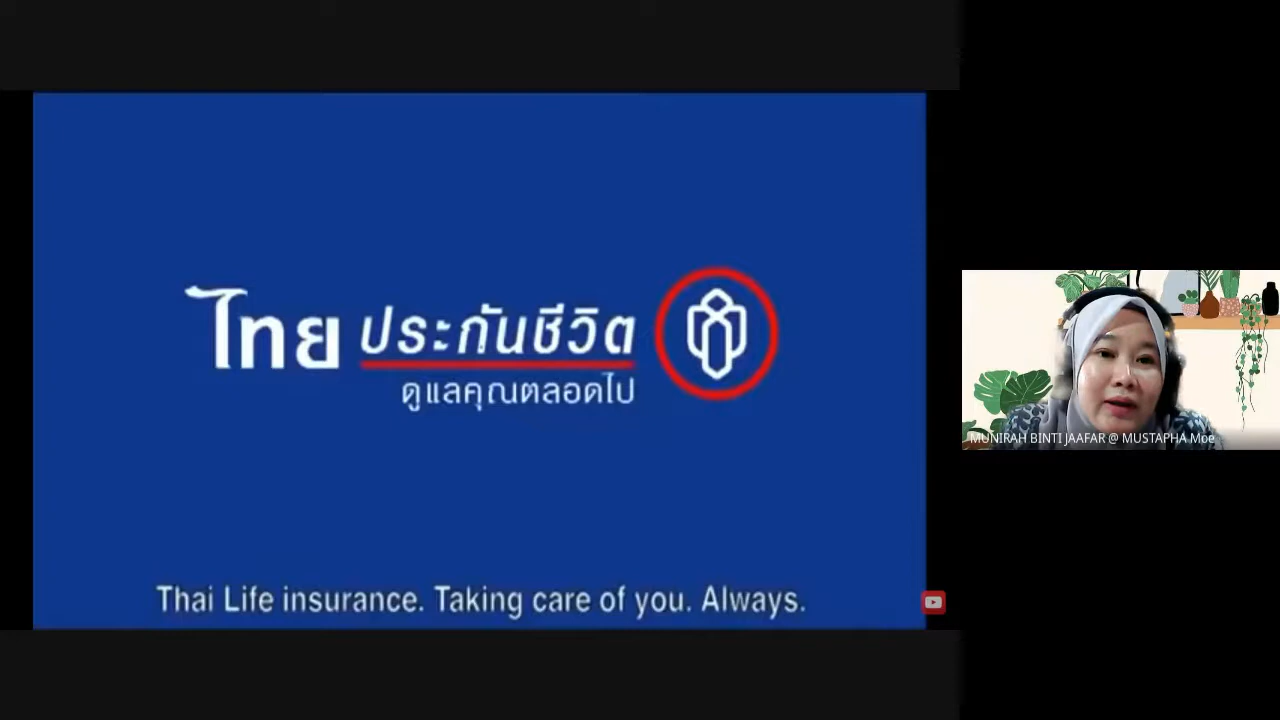 ไทยประกันชีวิต
ดูแลคุณตลอดไป
Thai Life insurance. Taking care of you. Always.
MUNIRAH BINTI JAAFAR @ MUSTAPHA Moe